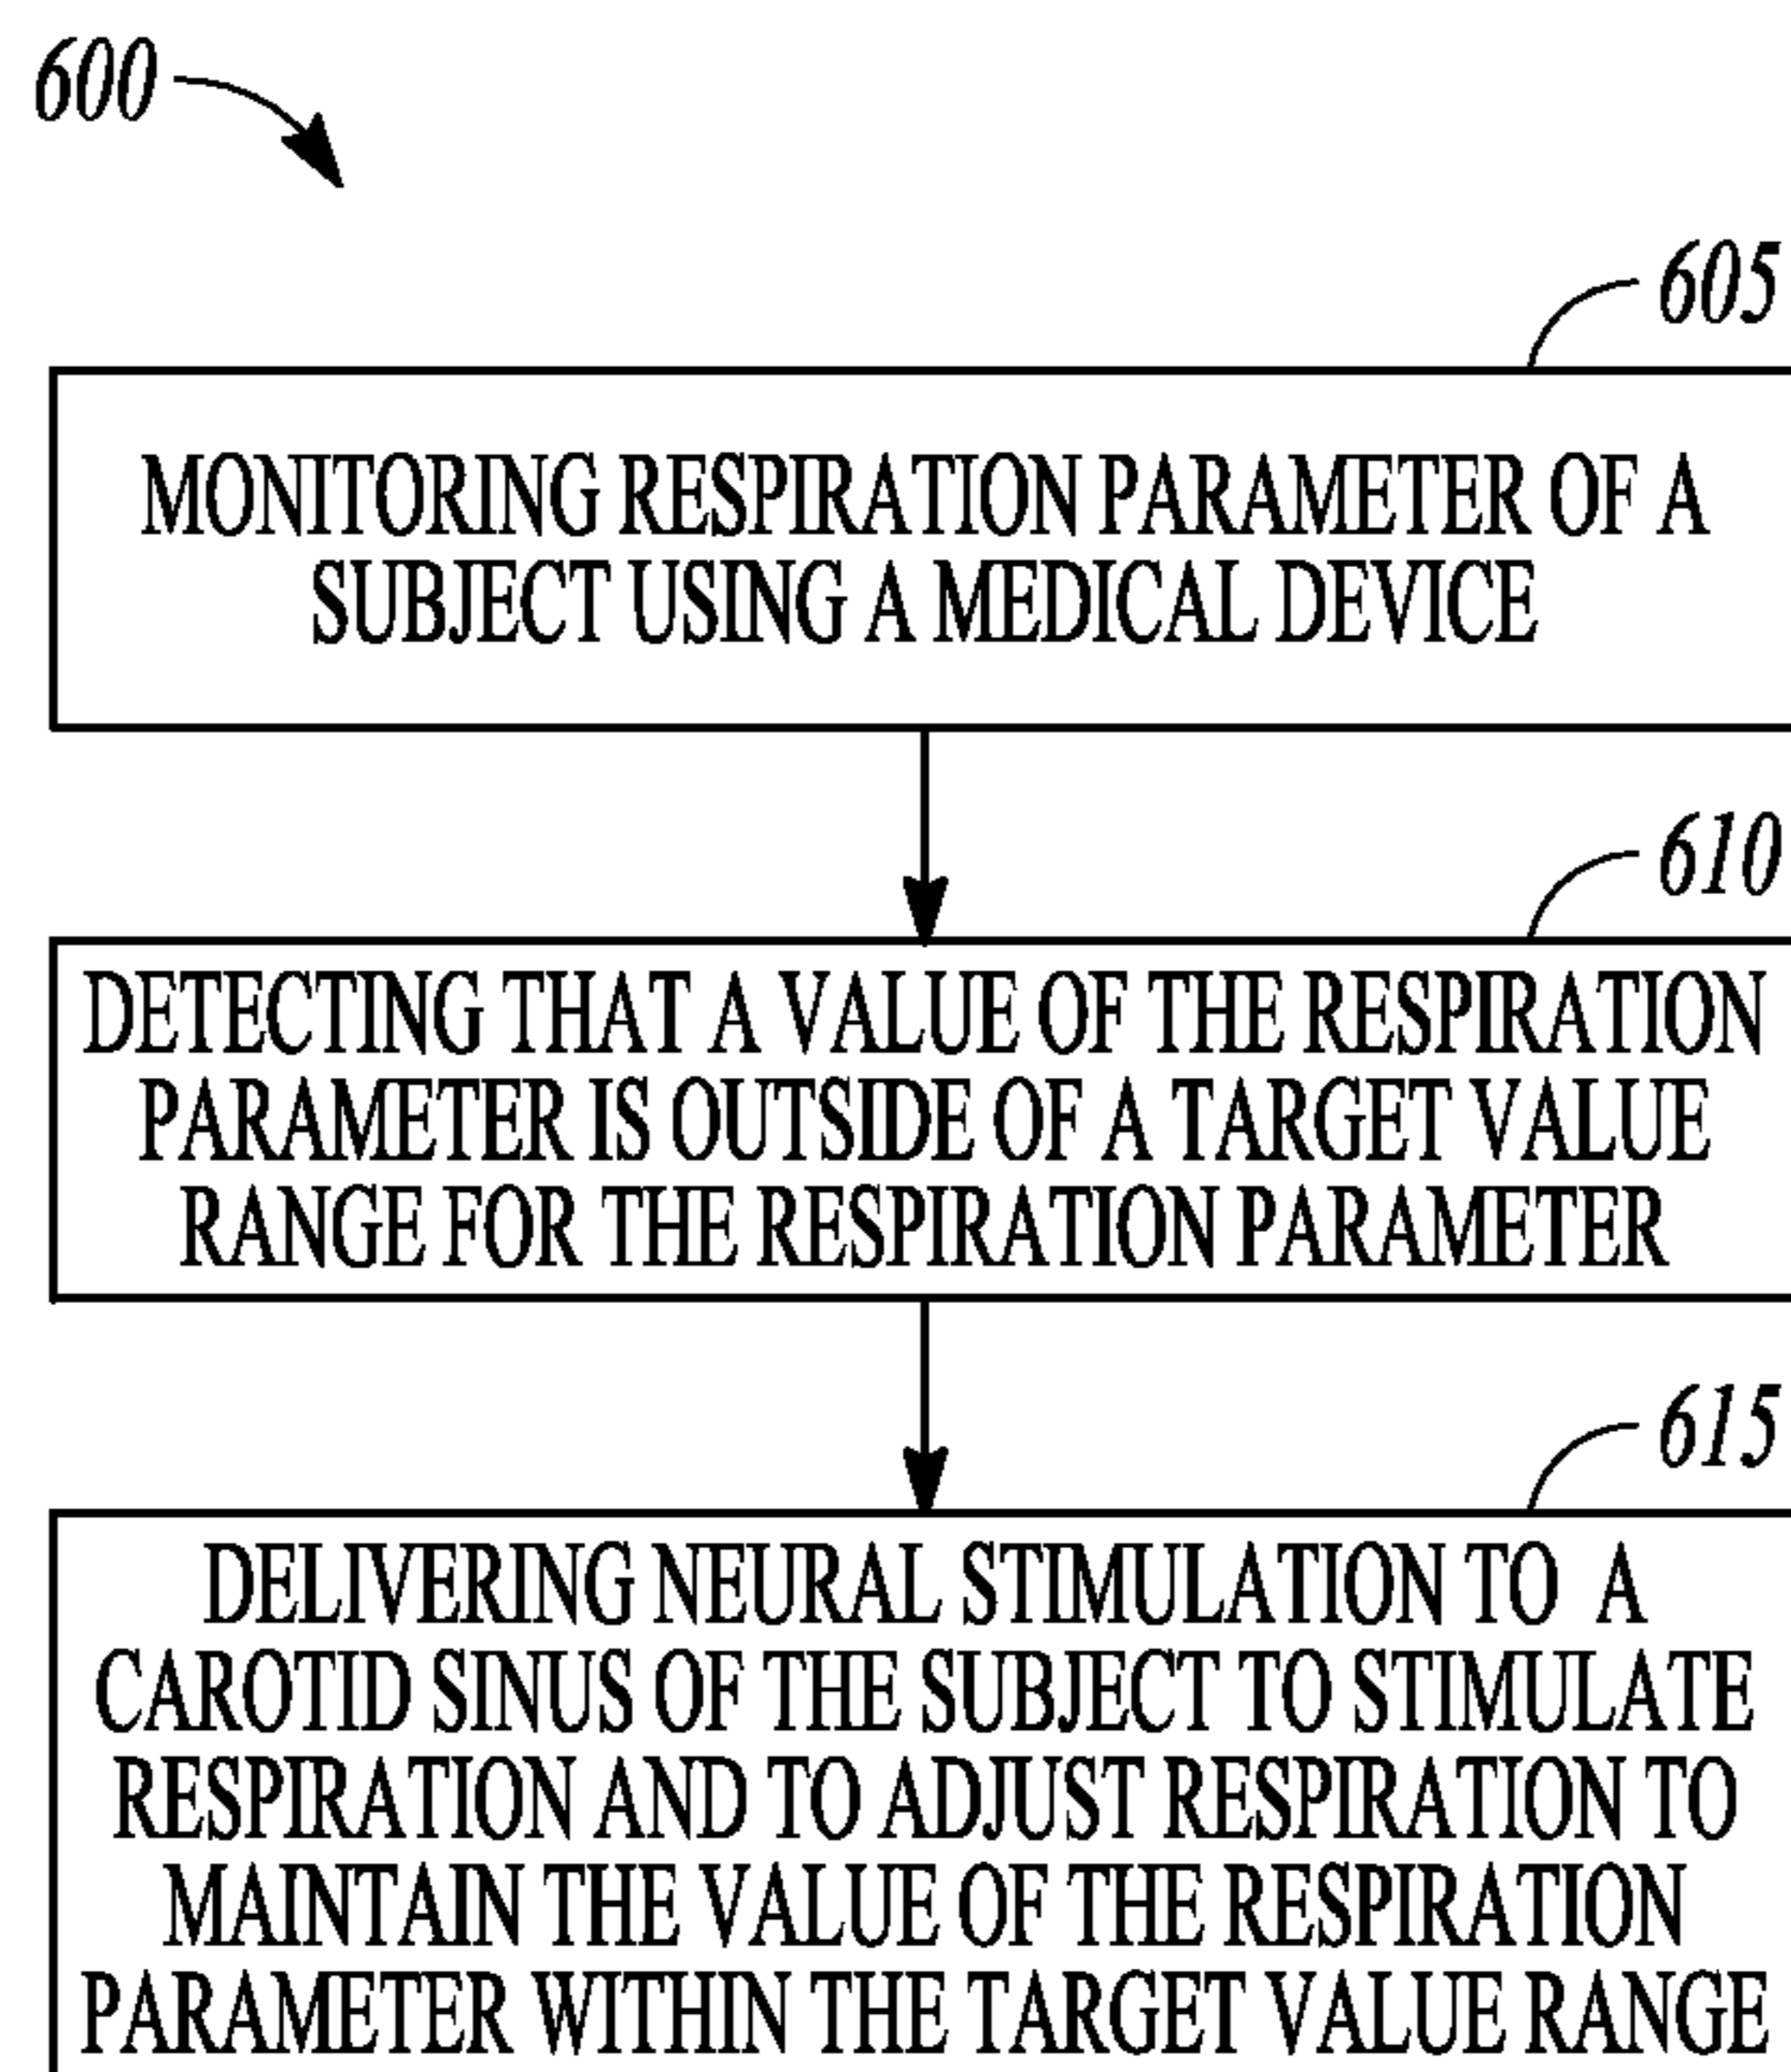 600
605
MONITORING RESPIRATION PARAMETER OF A
SUBJECT USING A MEDICAL DEVICE
610
DETECTING THAT A VALUE OF THE RESPIRATION
PARAMETER IS OUTSIDE OF A TARGET VALUE
RANGE FOR THE RESPIRATION PARAMETER
615
DELIVERING NEURAL STIMULATION TO A
CAROTID SINUS OF THE SUBJECT TO STIMULATE
RESPIRATION AND TO ADJUST RESPIRATION TO
MAINTAIN THE VALUE OF THE RESPIRATION
PARAMETER WITHIN THE TARGET VALUE RANGE